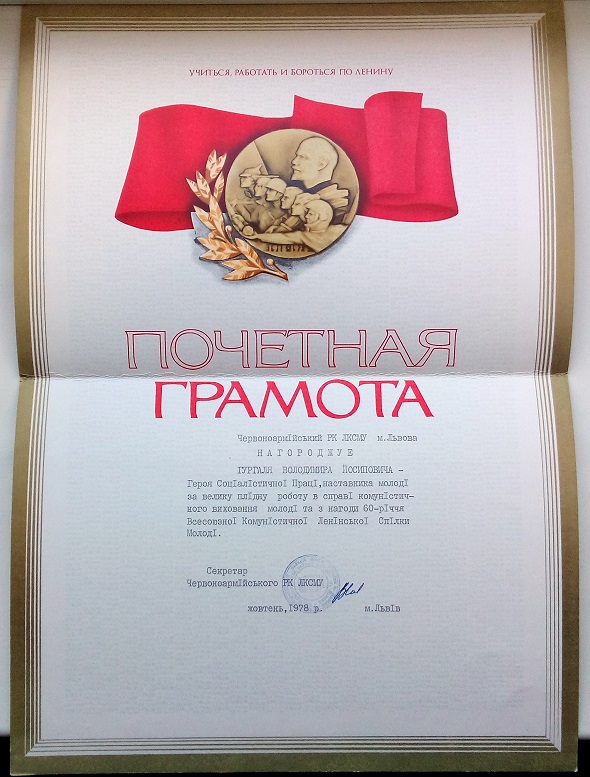 УЧИТЬСЯ, РАБОТАТЬ И БОРОТЬСЯ ПО ЛЕНИНУ
ПОЧЕТНАЯ
ГРАМОТА
Червоноармійський РК ЛКСМУ м.Львова
НАГОРОДЖУЄ
ГУРГАЛЯ ВОЛОДИМИРА ЙОСИПОВИЧА –
Героя Соціалістичної Праці,наставника молоді
за велику плідну роботу в справі комуністич-
ного виховання молоді та з нагоди 60-річчя
Всесоюзної Комуністичної Ленінської Спілки
Молоді.
Секретар
Червоноармійського РК ЛКСМУ
жовтень,1978 р. м.Львів